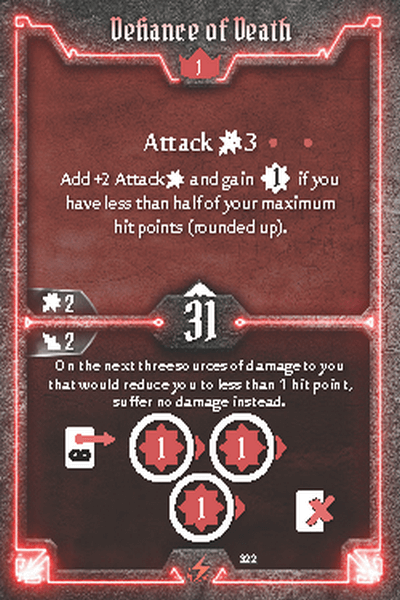 Defiance of Death
1
Attack 3
Add +2 Attack and gain 1 if you
have less than half of your maximum
hit points (rounded up).
2
31
2
On the next three sources of damage to you
that would reduce you to less than 1 hit point,
suffer no damage instead.
1 1
1
322